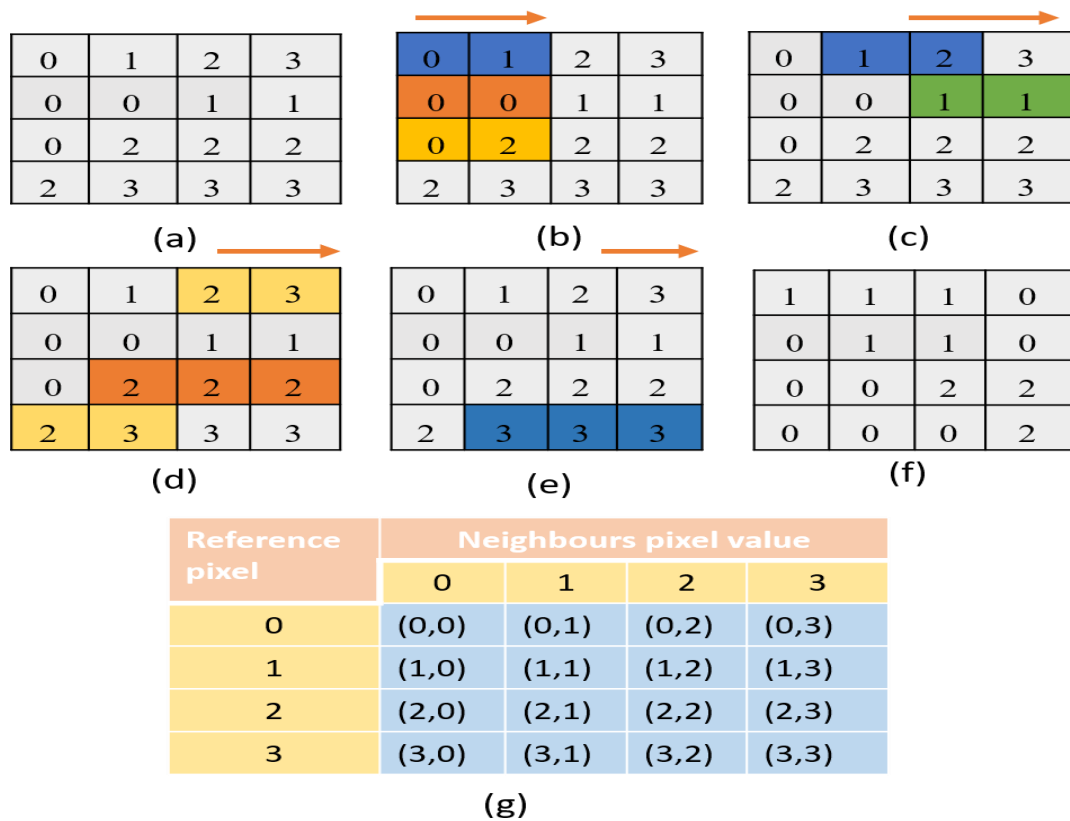 0 1 2 3
0 0 1 1
0 2 2 2
2 3 3 3
(a)
0 1 2 3
0 0 1 1
0 2 2 2
2 3 3 3
(b)
0 1 2 3
0 0 1 1
0 2 2 2
2 3 3 3
(c)
0 1 2 3
0 0 1 1
0 2 2 2
2 3 3 3
(d)
0 1 2 3
0 0 1 1
0 2 2 2
2 3 3 3
(e)
1 1 1 0
0 1 1 0
0 0 2 2
0 0 0 2
(f)
Reference
pixel
Neighbours pixel value
0 1 2 3
0 (0,0) (0,1) (0,2) (0,3)
1 (1,0) (1,1) (1,2) (1,3)
2 (2,0) (2,1) (2,2) (2,3)
3 (3,0) (3,1) (3,2) (3,3)
(g)